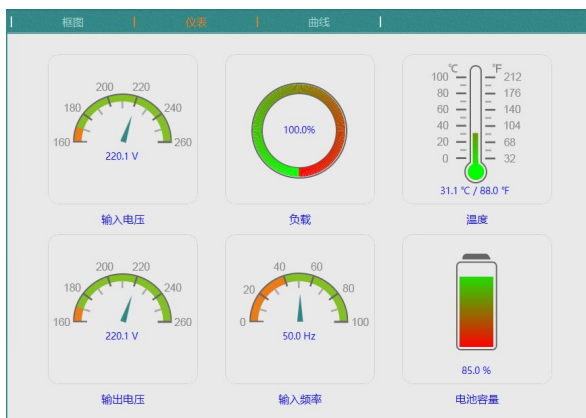 框图 仪表 曲线
160 180 200 220 240 260
220.1 V
输入电压
100.0%
负载
℃ ℉
100 212
80 176
60 140
40 104
20 68
0 32
31.1 ℃ / 88.0 ℉
温度
160 180 200 220 240 260
220.1 V
输出电压
0 20 40 60 80 100
50.0 Hz
输入频率
85.0 %
电池容量